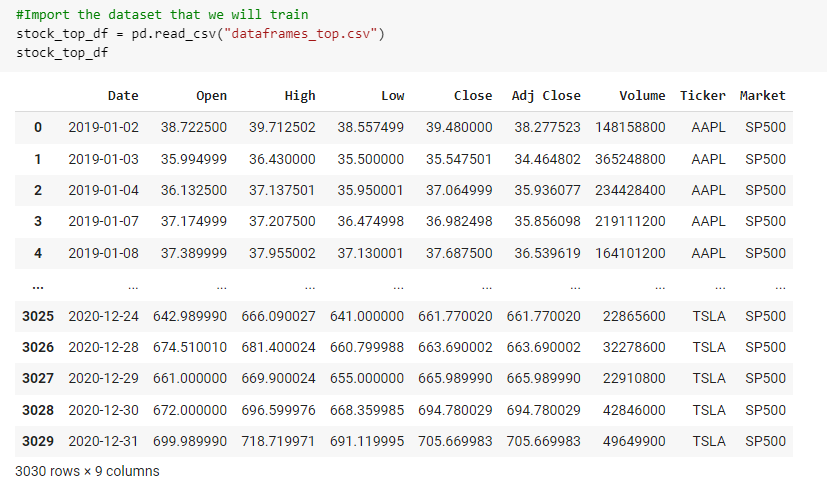 #Import the dataset that we will train
stock_top_df = pd.read_csv("dataframes_top.csv")
stock_top_df
Date Open High Low Close Adj Close Volume Ticker Market
0 2019-01-02 38.722500 39.712502 38.557499 39.480000 38.277523 148158800 AAPL SP500
1 2019-01-03 35.994999 36.430000 35.500000 35.547501 34.464802 365248800 AAPL SP500
2 2019-01-04 36.132500 37.137501 35.950001 37.064999 35.936077 234428400 AAPL SP500
3 2019-01-07 37.174999 37.207500 36.474998 36.982498 35.856098 219111200 AAPL SP500
4 2019-01-08 37.389999 37.955002 37.130001 37.687500 36.539619 164101200 AAPL SP500
... ... ... ... ... ... ... ... ... ...
3025 2020-12-24 642.989990 666.090027 641.000000 661.770020 661.770020 22865600 TSLA SP500
3026 2020-12-28 674.510010 681.400024 660.799988 663.690002 663.690002 32278600 TSLA SP500
3027 2020-12-29 661.000000 669.900024 655.000000 665.989990 665.989990 22910800 TSLA SP500
3028 2020-12-30 672.000000 696.599976 668.359985 694.780029 694.780029 42846000 TSLA SP500
3029 2020-12-31 699.989990 718.719971 691.119995 705.669983 705.669983 49649900 TSLA SP500
3030 rows × 9 columns